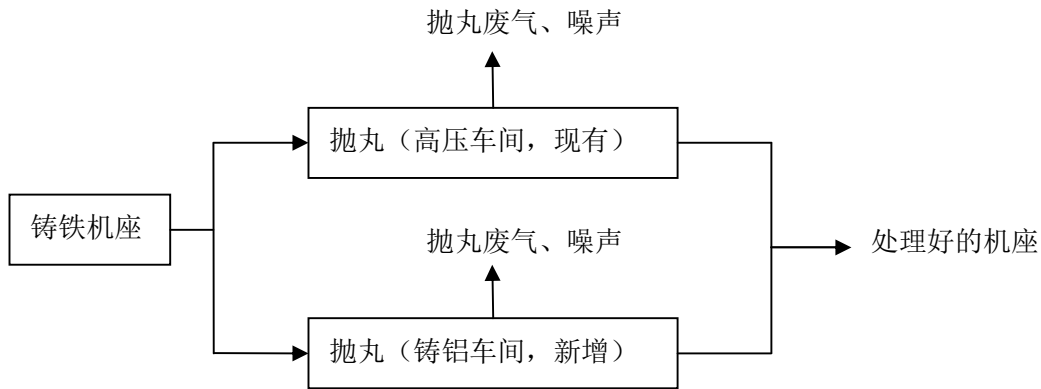 抛丸废气、噪声
抛丸（高压车间，现有）
铸铁机座
抛丸废气、噪声
处理好的机座
抛丸（铸铝车间，新增）